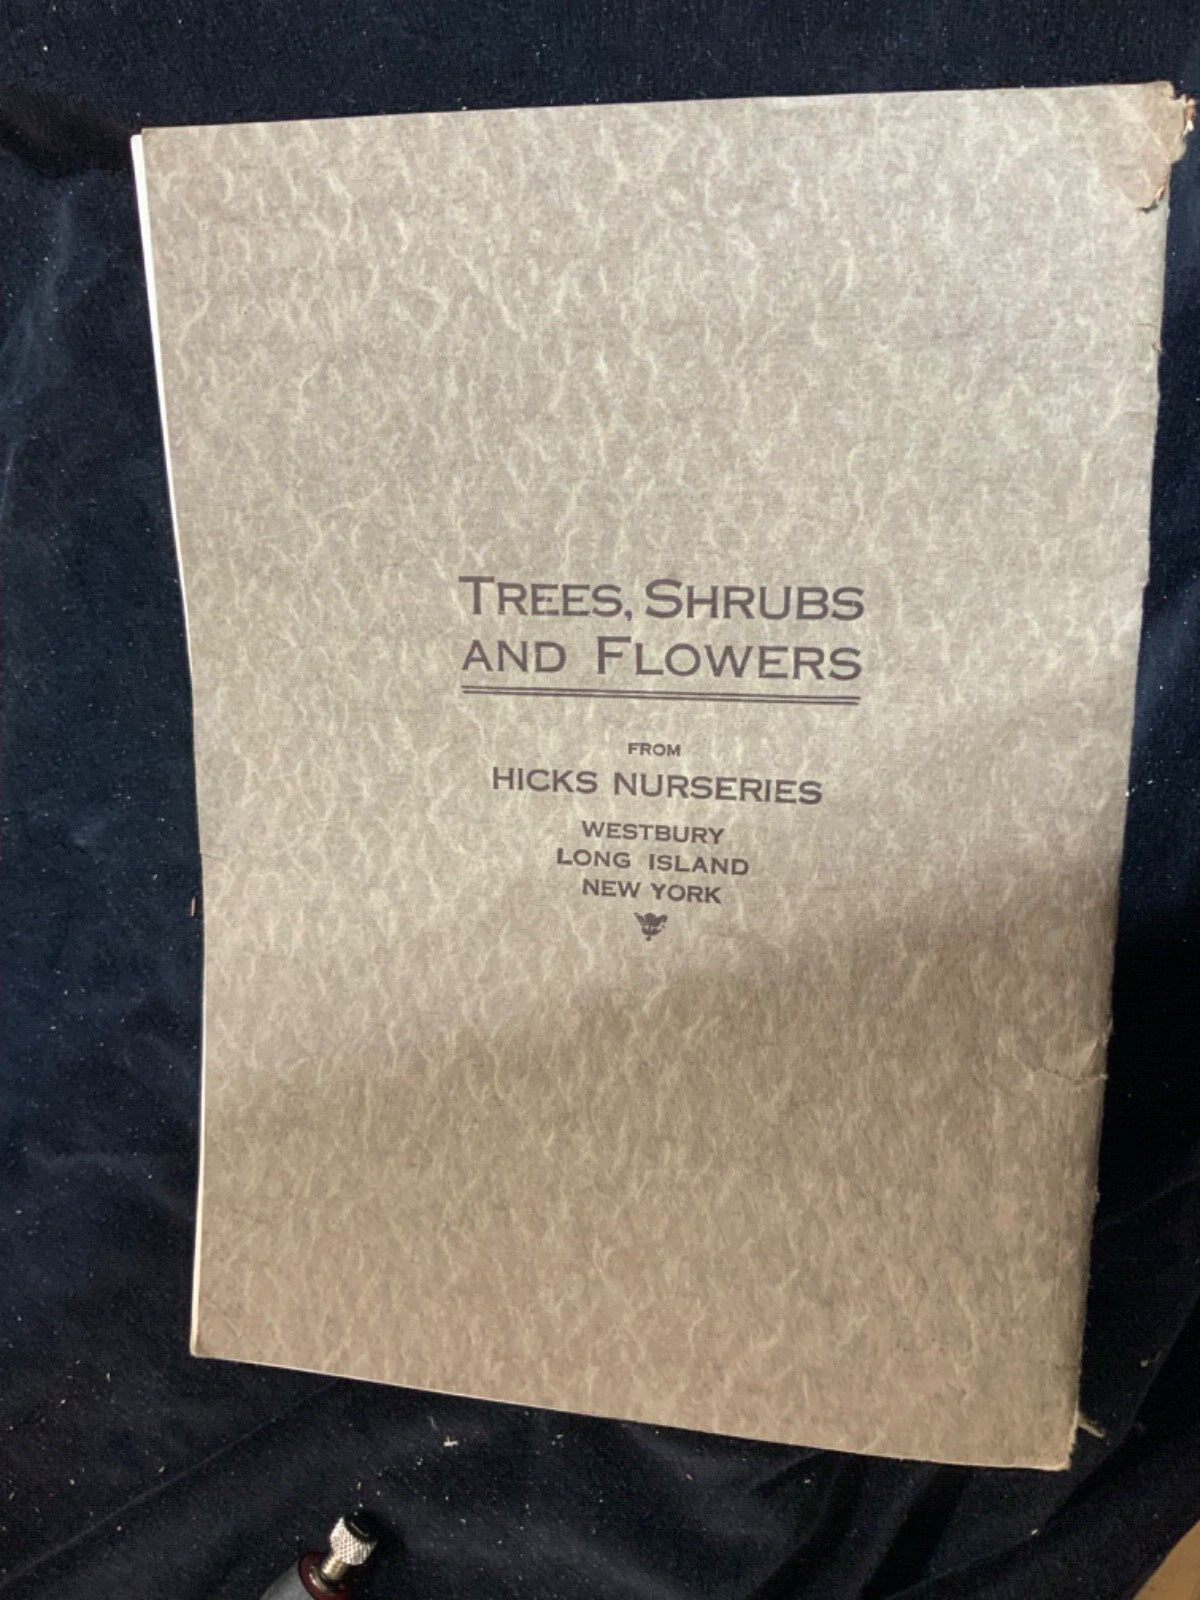 TREES, SHRUBS
AND FLOWERS
FROM
HICKS NURSERIES
WESTBURY
LONG ISLAND
NEW YORK